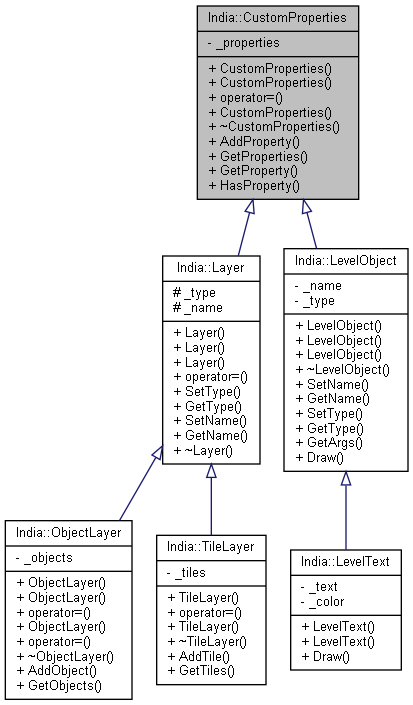 India::CustomProperties
- _properties
+ CustomProperties()
+ CustomProperties()
+ operator=()
+ CustomProperties()
+ ~CustomProperties()
+ AddProperty()
+ GetProperties()
+ GetProperty()
+ HasProperty()
India::Layer
# _type
# _name
+ Layer()
+ Layer()
+ Layer()
+ operator=()
+ SetType()
+ GetType()
+ SetName()
+ GetName()
+ ~Layer()
India::LevelObject
- _name
- _type
+ LevelObject()
+ LevelObject()
+ LevelObject()
+ ~LevelObject()
+ SetName()
+ GetName()
+ SetType()
+ GetType()
+ GetArgs()
+ Draw()
India::ObjectLayer
- _objects
+ ObjectLayer()
+ ObjectLayer()
+ operator=()
+ ObjectLayer()
+ operator=()
+ ~ObjectLayer()
+ AddObject()
+ GetObjects()
India::TileLayer
- _tiles
+ TileLayer()
+ operator=()
+ TileLayer()
+ ~TileLayer()
+ AddTile()
+ GetTiles()
India::LevelText
- _text
- _color
+ LevelText()
+ LevelText()
+ Draw()